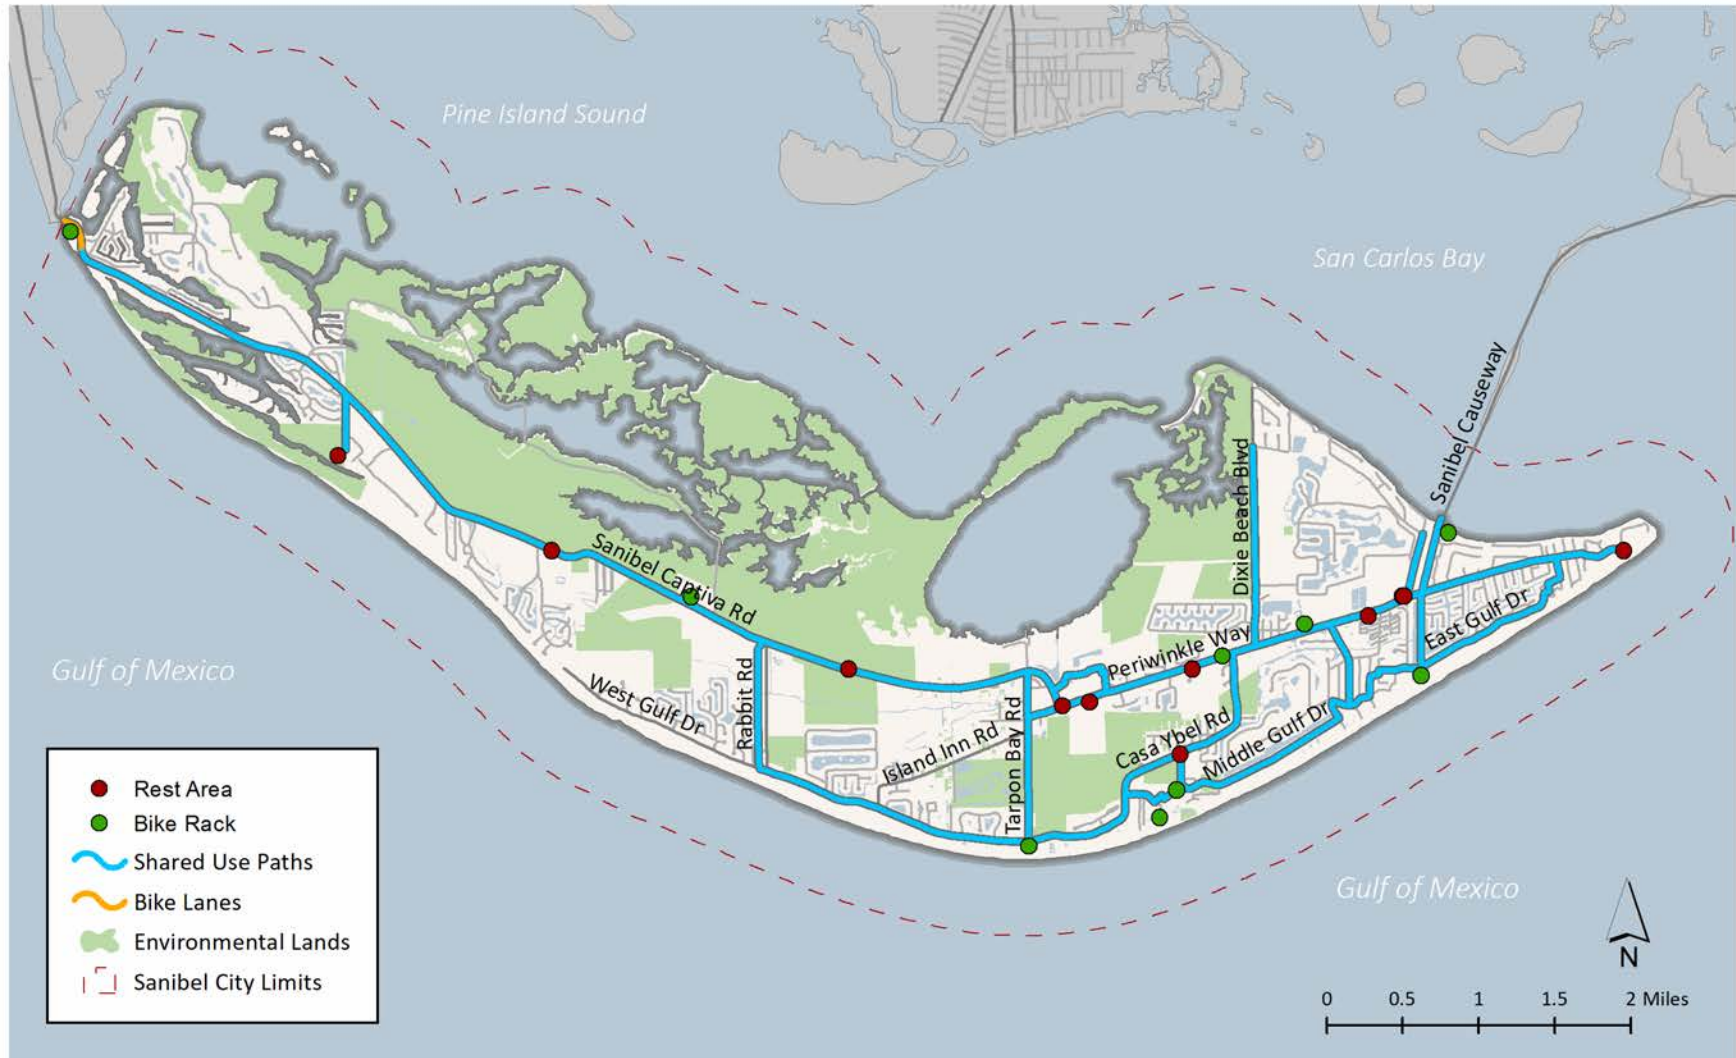 Pine Island Sound
San Carlos Bay
Sanibel Causeway
Dixie Beach Blvd
Sanibel Captiva Rd
East Gulf Dr
Periwinkle Way
Gulf of Mexico
Rabbit Rd
West Gulf Dr
Island Inn Rd
Tarpon Bay Rd
Casa Ybel Rd
Middle Gulf Dr
Rest Area
Bike Rack
Shared Use Paths
Bike Lanes
Environmental Lands
Sanibel City Limits
Gulf of Mexico
N
0 0.5 1 1.5 2 Miles